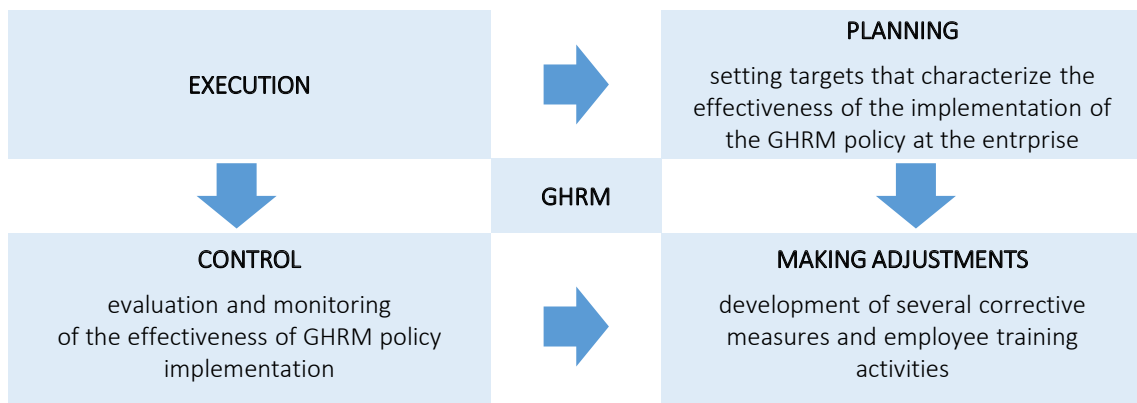 EXECUTION
PLANNING
setting targets that characterize the
effectiveness of the implementation of
the GHRM policy at the entrprise
GHRM
CONTROL
evaluation and monitoring
of the effectiveness of GHRM policy
implementation
MAKING ADJUSTMENTS
development of several corrective
measures and employee training
activities